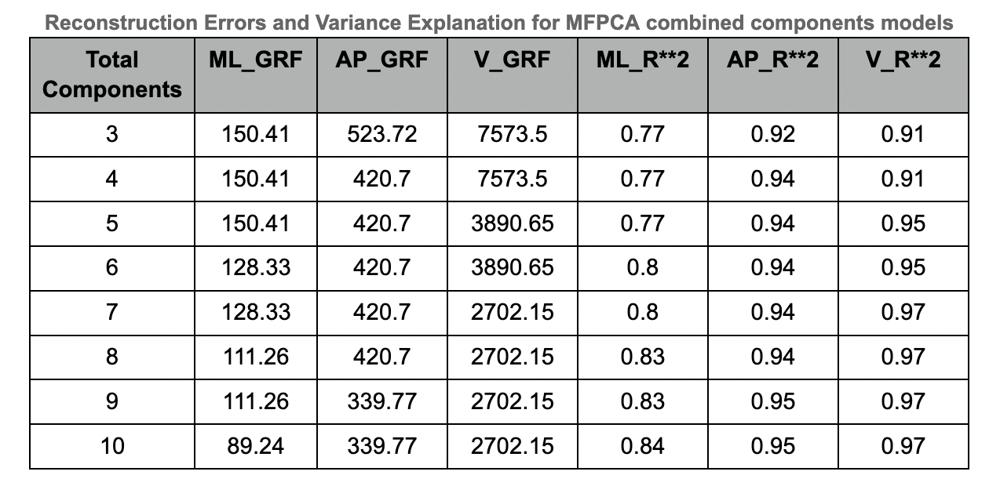 Reconstruction Errors and Variance Explanation for MFPCA combined components models
Total Components ML_GRF AP_GRF V_GRF ML_R**2 AP_R**2 V_R**2
3 150.41 523.72 7573.5 0.77 0.92 0.91
4 150.41 420.7 7573.5 0.77 0.94 0.91
5 150.41 420.7 3890.65 0.77 0.94 0.95
6 128.33 420.7 3890.65 0.8 0.94 0.95
7 128.33 420.7 2702.15 0.8 0.94 0.97
8 111.26 420.7 2702.15 0.83 0.94 0.97
9 111.26 339.77 2702.15 0.83 0.95 0.97
10 89.24 339.77 2702.15 0.84 0.95 0.97